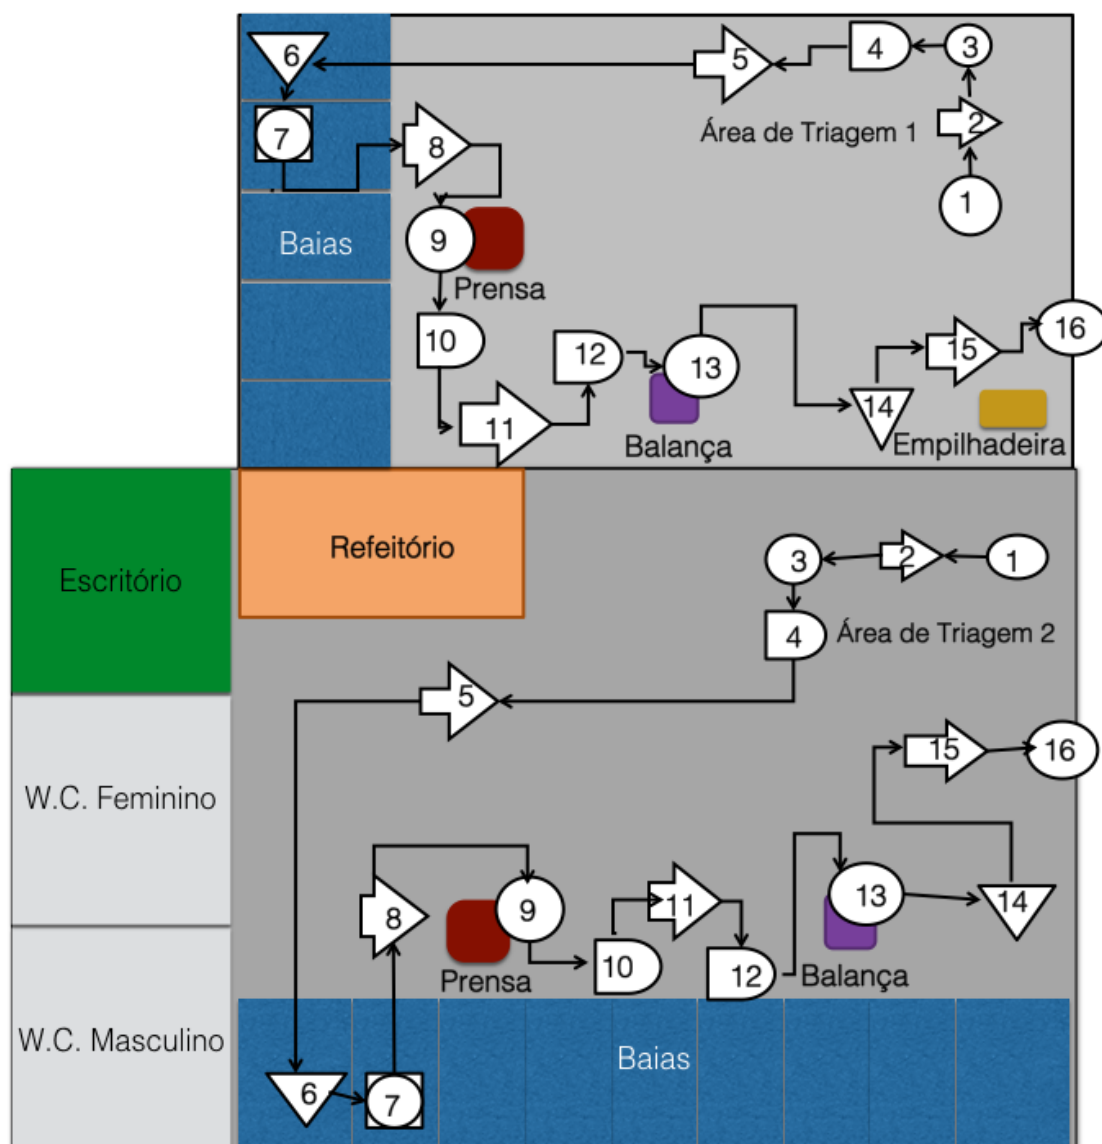 6
5
4
3
Área de Triagem 1
2
7
8
1
Baias
9
Prensa
10
12
13
15
16
11
14
Balança
Empilhadeira
Escritório
Refeitório
3
2
1
4
Área de Triagem 2
5
W.C. Feminino
15
16
8
9
11
13
14
10
12
Prensa
Balança
W.C. Masculino
Baias
6
7